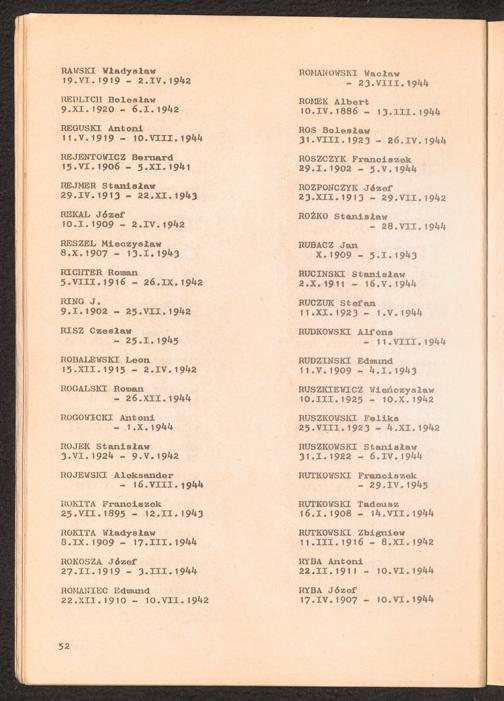 RAWSKI Władysław
19.VI.1919 - 2.IV.1942
REDLICH Bolesław
9.XI.1920 - 6.I.1942
REGUSKI Antoni
11.V.1919 - 10.VIII.1944
REJENTOWICZ Bernard
15.VI.1906 - 5.XI.1941
REJMER Stanisław
29.IV.1913 - 22.XI.1943
REKAL Józef
10.I.1909 - 2.IV.1942
RESZEL Mieczysław
8.X.1907 - 13.I.1943
RICHTER Roman
5.VIII.1916 - 26.IX.1942
RING J.
9.I.1902 - 25.VII.1942
RISZ Czesław
- 25.I.1945
ROBALEWSKI Leon
15.XII.1915 - 2.IV.1942
ROGALSKI Roman
- 26.XII.1944
ROGOWICKI Antoni
- 1.X.1944
ROJEK Stanisław
3.VI.1924 - 9.V.1942
ROJEWSKI Aleksander
- 16.VIII.1944
ROKITA Franciszek
25.VII.1895 - 12.II.1943
ROKITA Władysław
8.IX.1909 - 17.III.1944
ROKOSZA Józef
27.II.1919 - 3.III.1944
ROMANIEC Edmund
22.XII.1910 - 10.VII.1942
ROMANOWSKI Wacław
- 23.VIII.1944
ROMEK Albert
10.IV.1886 - 13.III.1944
ROS Bolesław
31.VIII.1923 - 26.IV.1944
ROSZCZYK Franciszek
29.I.1902 - 5.V.1944
ROZPONCZYK Józef
23.XII.1913 - 29.VII.1942
ROŻKO Stanisław
- 28.VII.1944
RUBACZ Jan
X.1909 - 5.I.1943
RUCINSKI Stanisław
2.X.1911 - 16.V.1944
RUCZUK Stefan
11.XI.1923 - 1.V.1944
RUDKOWSKI Alfons
- 11.VIII.1944
RUDZINSKI Edmund
11.V.1909 - 4.I.1943
RUSZKIEWICZ Wieńczysław
10.III.1925 - 10.X.1942
RUSZKOWSKI Feliks
25.VIII.1923 - 4.XI.1942
RUSZKOWSKI Stanisław
31.I.1922 - 6.IV.1944
RUTKOWSKI Franciszek
- 29.IV.1945
RUTKOWSKI Tadeusz
16.I.1908 - 14.VII.1944
RUTKOWSKI Zbigniew
11.III.1916 - 8.XI.1942
RYBA Antoni
22.II.1911 - 10.VI.1944
RYBA Józef
17.IV.1907 - 10.VI.1944
52